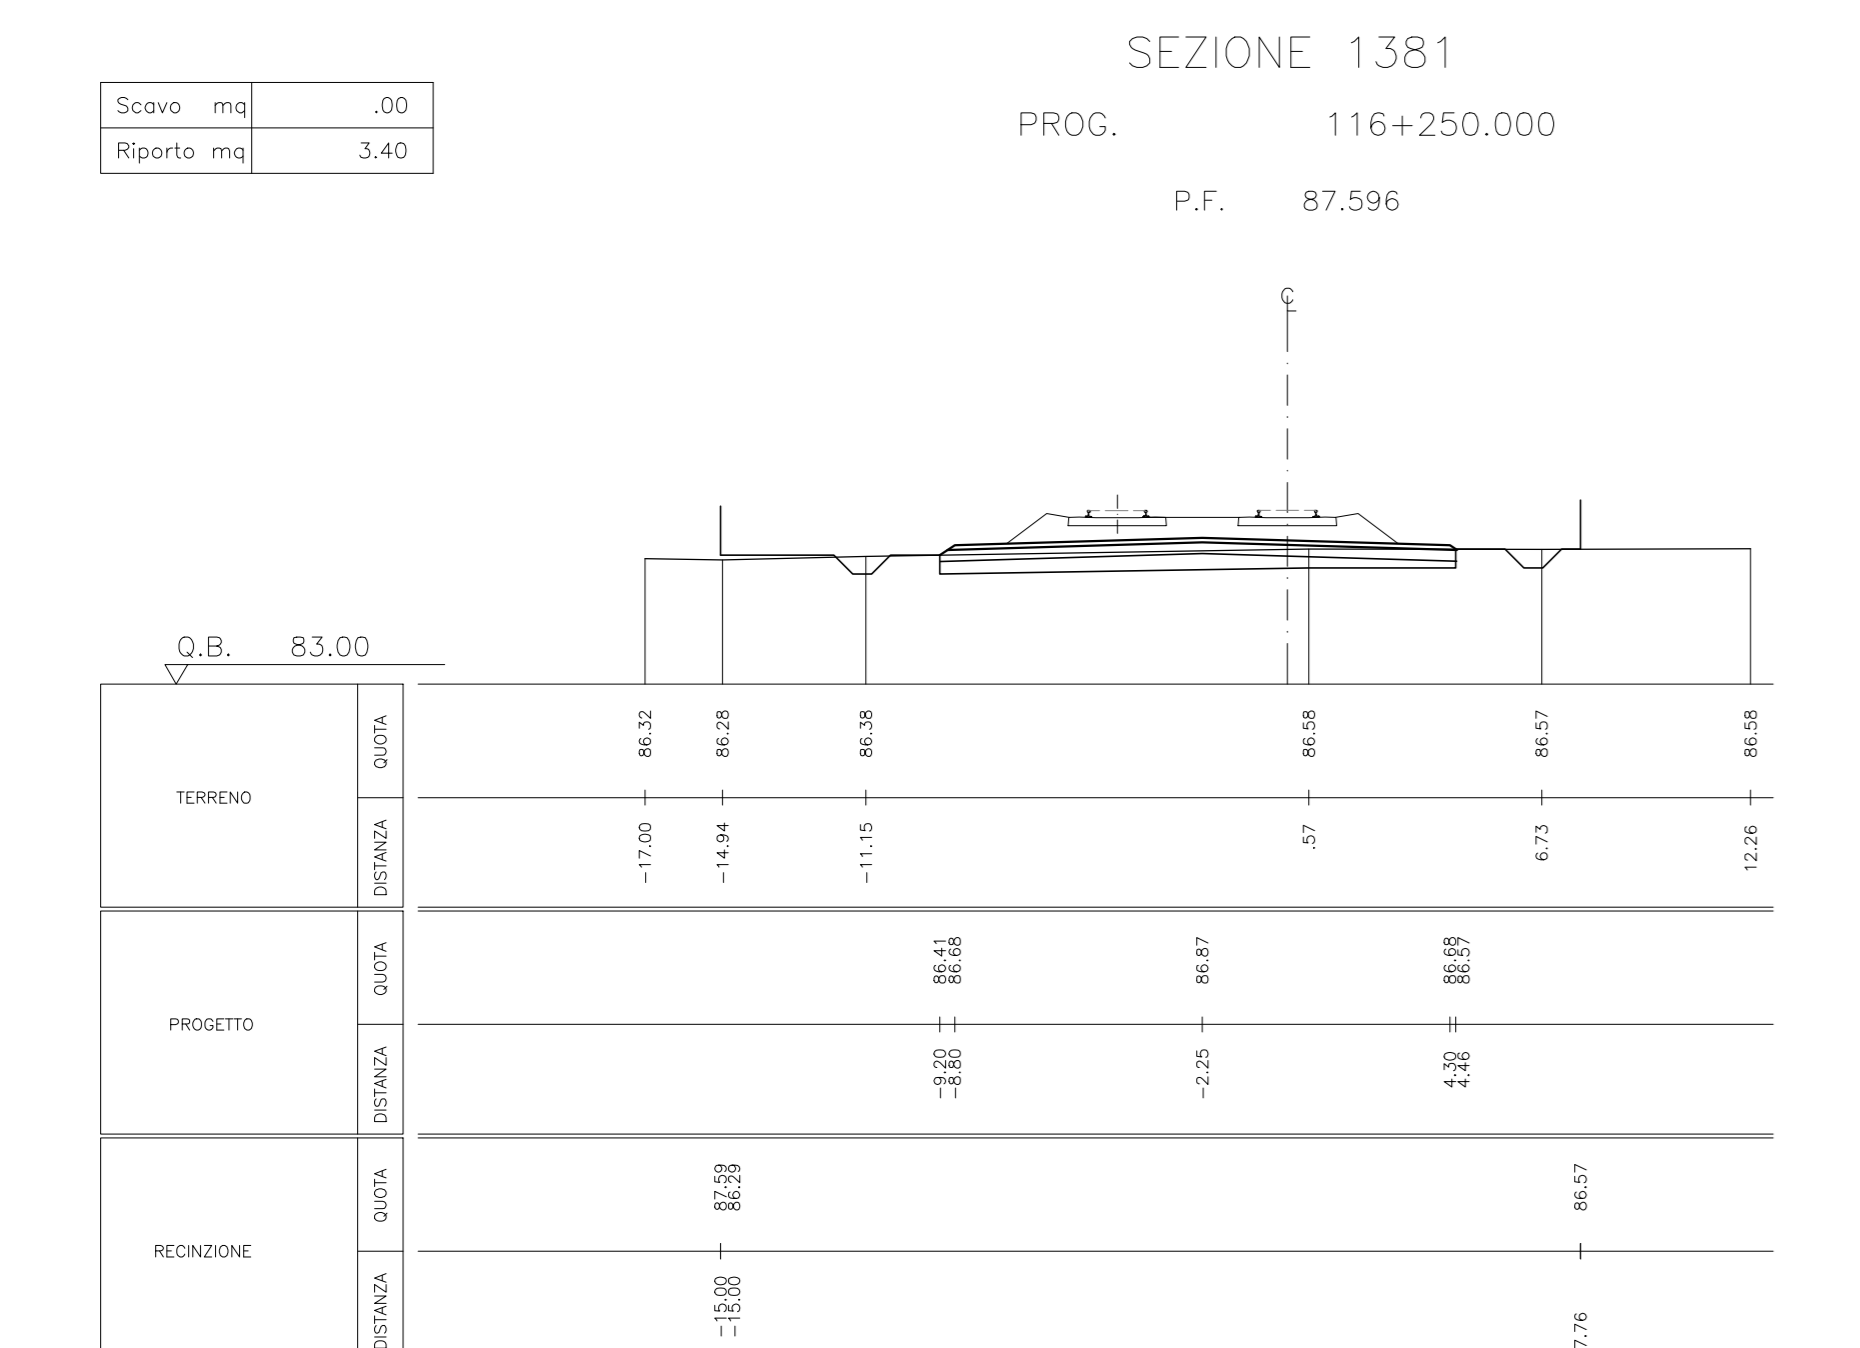 SEZIONE 1381
Scavo mq .00
PROG. 116+250.000
Riporto mq 3.40
P.F. 87.596
Q.B. 83.00
TERRENO
QUOTA
86.32 86.28 86.38 86.58 86.57 86.58
DISTANZA
-17.00 -14.94 -11.15 .57 6.73 12.26
PROGETTO
QUOTA
86.41 86.68 86.87 86.68 86.57
DISTANZA
-9.20 -8.80 -2.25 4.30 4.46
RECINZIONE
QUOTA
87.59 86.29 86.57
DISTANZA
-15.00 -15.00 7.76